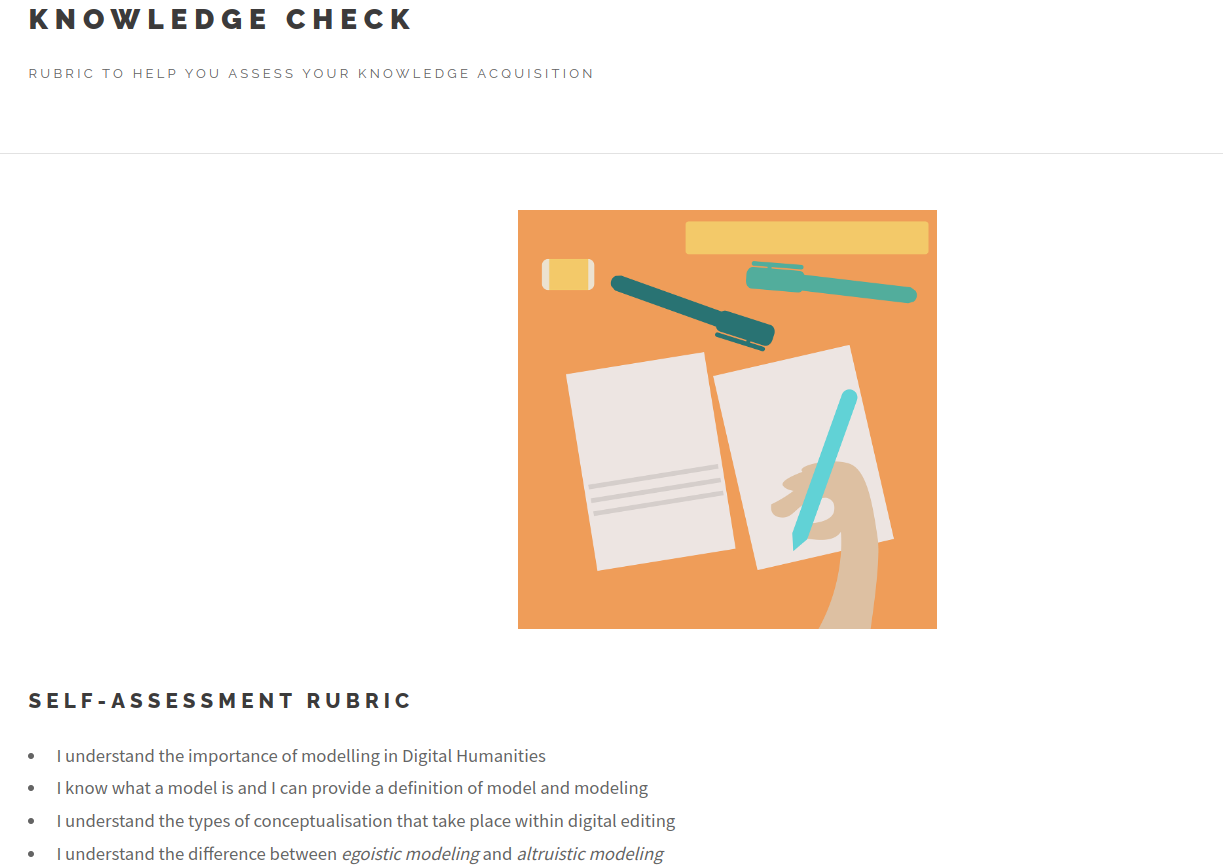 KNOWLEDGE CHECK
RUBRIC TO HELP YOU ASSESS YOUR KNOWLEDGE ACQUISITION
SELF-ASSESSMENT RUBRIC
• I understand the importance of modelling in Digital Humanities
• I know what a model is and I can provide a definition of model and modeling
• I understand the types of conceptualisation that take place within digital editing
• I understand the difference between egoistic modeling and altruistic modeling